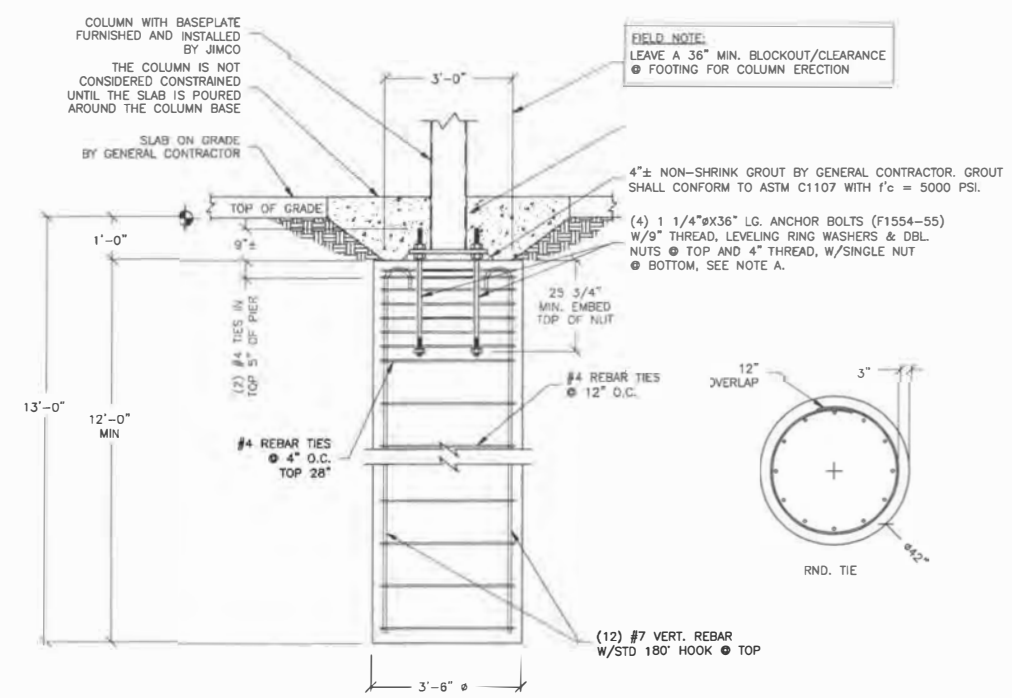 COLUMN WITH BASEPLATE
FURNISHED AND INSTALLED
BY JIMCO
THE COLUMN IS NOT
CONSIDERED CONSTRAINED
UNTIL THE SLAB IS POURED
AROUND THE COLUMN BASE
SLAB ON GRADE
BY GENERAL CONTRACTOR
3'-0"
FIELD NOTE:
LEAVE A 36" MIN. BLOCKOUT/CLEARANCE
@ FOOTING FOR COLUMN ERECTION
4"± NON-SHRINK GROUT BY GENERAL CONTRACTOR. GROUT
SHALL CONFORM TO ASTM C1107 WITH f'c = 5000 PSI.
(4) 1 1/4"øX36" LG. ANCHOR BOLTS (F1554-55)
W/9" THREAD, LEVELING RING WASHERS & DBL.
NUTS @ TOP AND 4" THREAD, W/SINGLE NUT
@ BOTTOM, SEE NOTE A.
TOP OF GRADE
1'-0"
9"±
(2) #4 TIES IN
TOP 5" OF PIER
25 3/4"
MIN. EMBED
TOP OF NUT
#4 REBAR TIES
@ 12" O.C.
13'-0"
12'-0"
MIN
#4 REBAR TIES
@ 4" O.C.
TOP 28"
12"
OVERLAP
3"
ø42"
RND. TIE
(12) #7 VERT. REBAR
W/STD 180° HOOK @ TOP
3'-6" ø